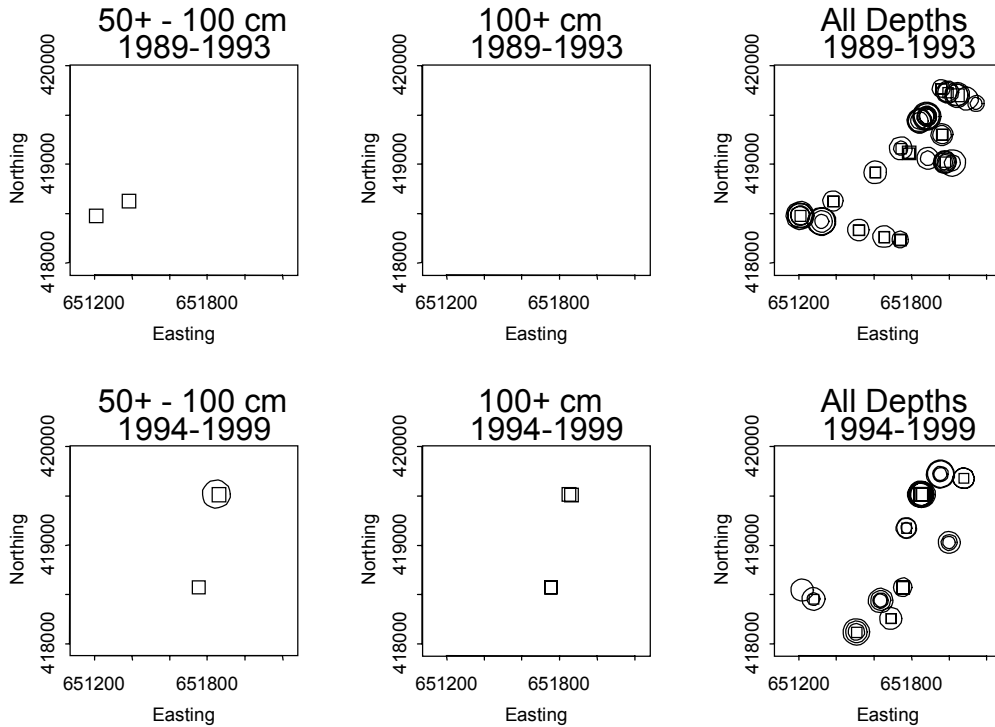 50+ - 100 cm
1989-1993
100+ cm
1989-1993
All Depths
1989-1993
420000
419000
418000
Northing
651200 651800
Easting
420000
419000
418000
Northing
651200 651800
Easting
420000
419000
418000
Northing
651200 651800
Easting
50+ - 100 cm
1994-1999
100+ cm
1994-1999
All Depths
1994-1999
420000
419000
418000
Northing
651200 651800
Easting
420000
419000
418000
Northing
651200 651800
Easting
420000
419000
418000
Northing
651200 651800
Easting